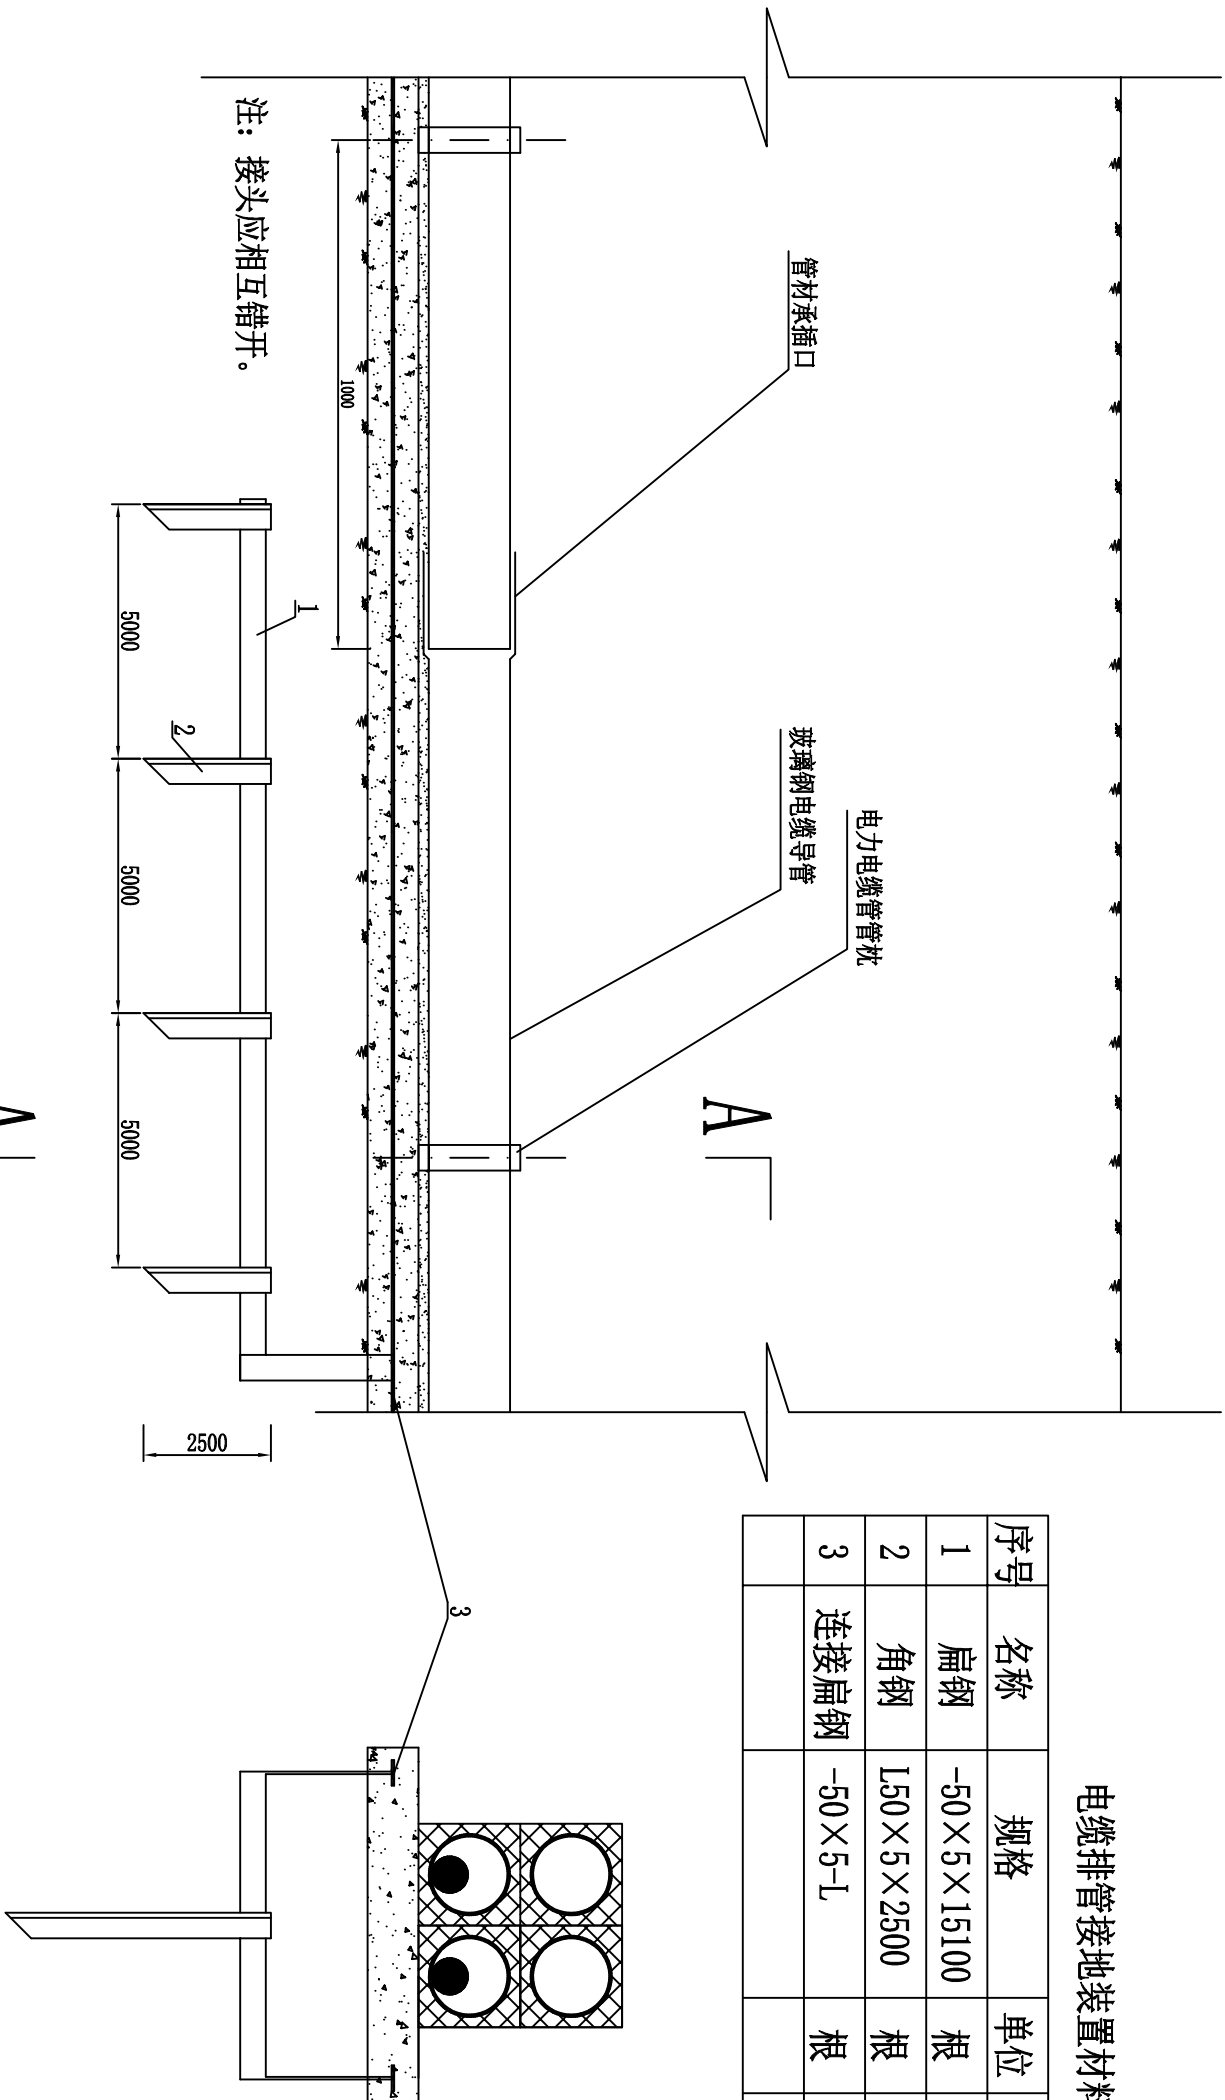 管材承插口
玻璃钢电缆导管
电力电缆管管枕
A
1000
注：接头应相互错开。
1
2
5000
5000
5000
2500
A
3
电缆排管接地装置材料
序号 名称 规格 单位
1 扁钢 -50×5×15100 根
2 角钢 L50×5×2500 根
3 连接扁钢 -50×5-L 根